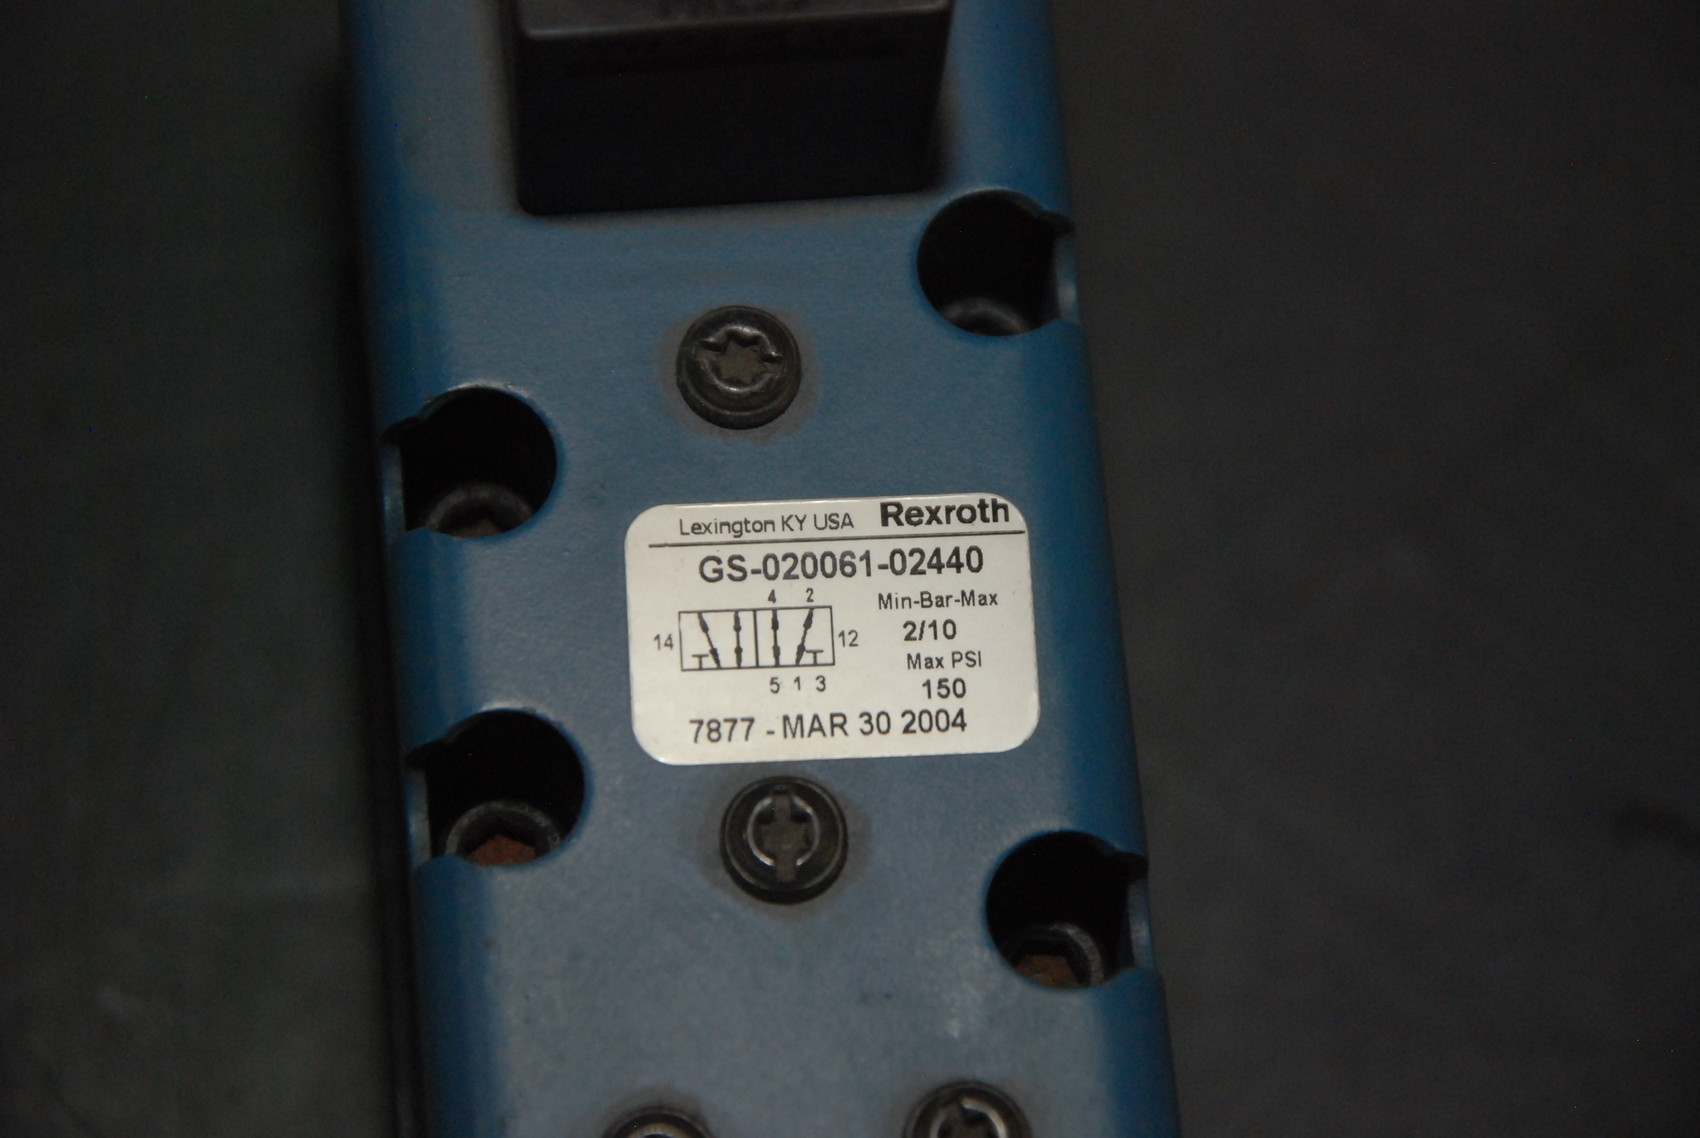 Lexington KY USA Rexroth
GS-020061-02440
4 2
Min-Bar-Max
14
12
2/10
Max PSI
5 1 3
150
7877 - MAR 30 2004